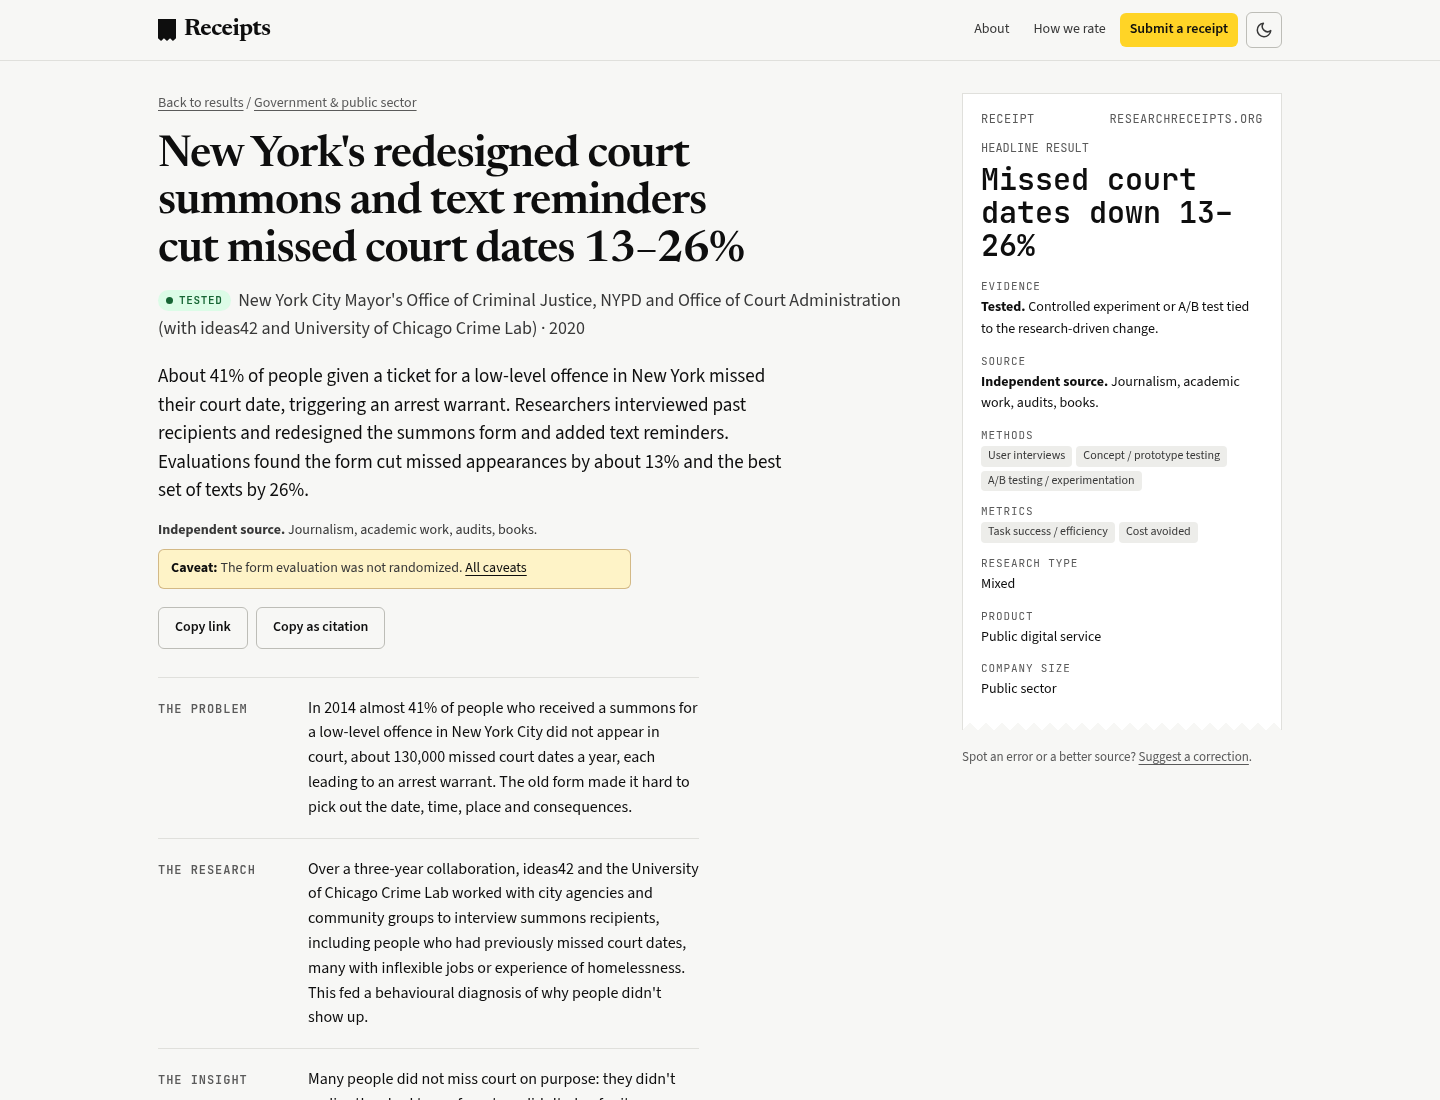 Receipts
About
How we rate
Submit a receipt
Back to results / Government & public sector
New York's redesigned court
summons and text reminders
cut missed court dates 13–26%
TESTED New York City Mayor's Office of Criminal Justice, NYPD and Office of Court Administration
(with ideas42 and University of Chicago Crime Lab) · 2020
About 41% of people given a ticket for a low-level offence in New York missed
their court date, triggering an arrest warrant. Researchers interviewed past
recipients and redesigned the summons form and added text reminders.
Evaluations found the form cut missed appearances by about 13% and the best
set of texts by 26%.
Independent source. Journalism, academic work, audits, books.
Caveat: The form evaluation was not randomized. All caveats
Copy link
Copy as citation
THE PROBLEM
In 2014 almost 41% of people who received a summons for
a low-level offence in New York City did not appear in
court, about 130,000 missed court dates a year, each
leading to an arrest warrant. The old form made it hard to
pick out the date, time, place and consequences.
THE RESEARCH
Over a three-year collaboration, ideas42 and the University
of Chicago Crime Lab worked with city agencies and
community groups to interview summons recipients,
including people who had previously missed court dates,
many with inflexible jobs or experience of homelessness.
This fed a behavioural diagnosis of why people didn't
show up.
THE INSIGHT
Many people did not miss court on purpose: they didn't
RECEIPT
RESEARCHRECEIPTS.ORG
HEADLINE RESULT
Missed court
dates down 13–
26%
EVIDENCE
Tested. Controlled experiment or A/B test tied
to the research-driven change.
SOURCE
Independent source. Journalism, academic
work, audits, books.
METHODS
User interviews
Concept / prototype testing
A/B testing / experimentation
METRICS
Task success / efficiency
Cost avoided
RESEARCH TYPE
Mixed
PRODUCT
Public digital service
COMPANY SIZE
Public sector
Spot an error or a better source? Suggest a correction.